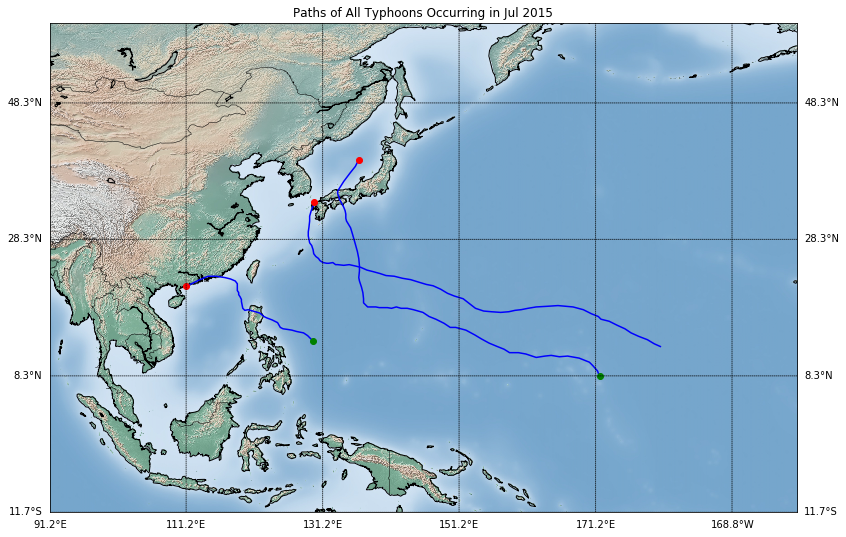 Paths of All Typhoons Occurring in Jul 2015
48.3°N 48.3°N
28.3°N 28.3°N
8.3°N 8.3°N
11.7°S 11.7°S
91.2°E 111.2°E 131.2°E 151.2°E 171.2°E 168.8°W